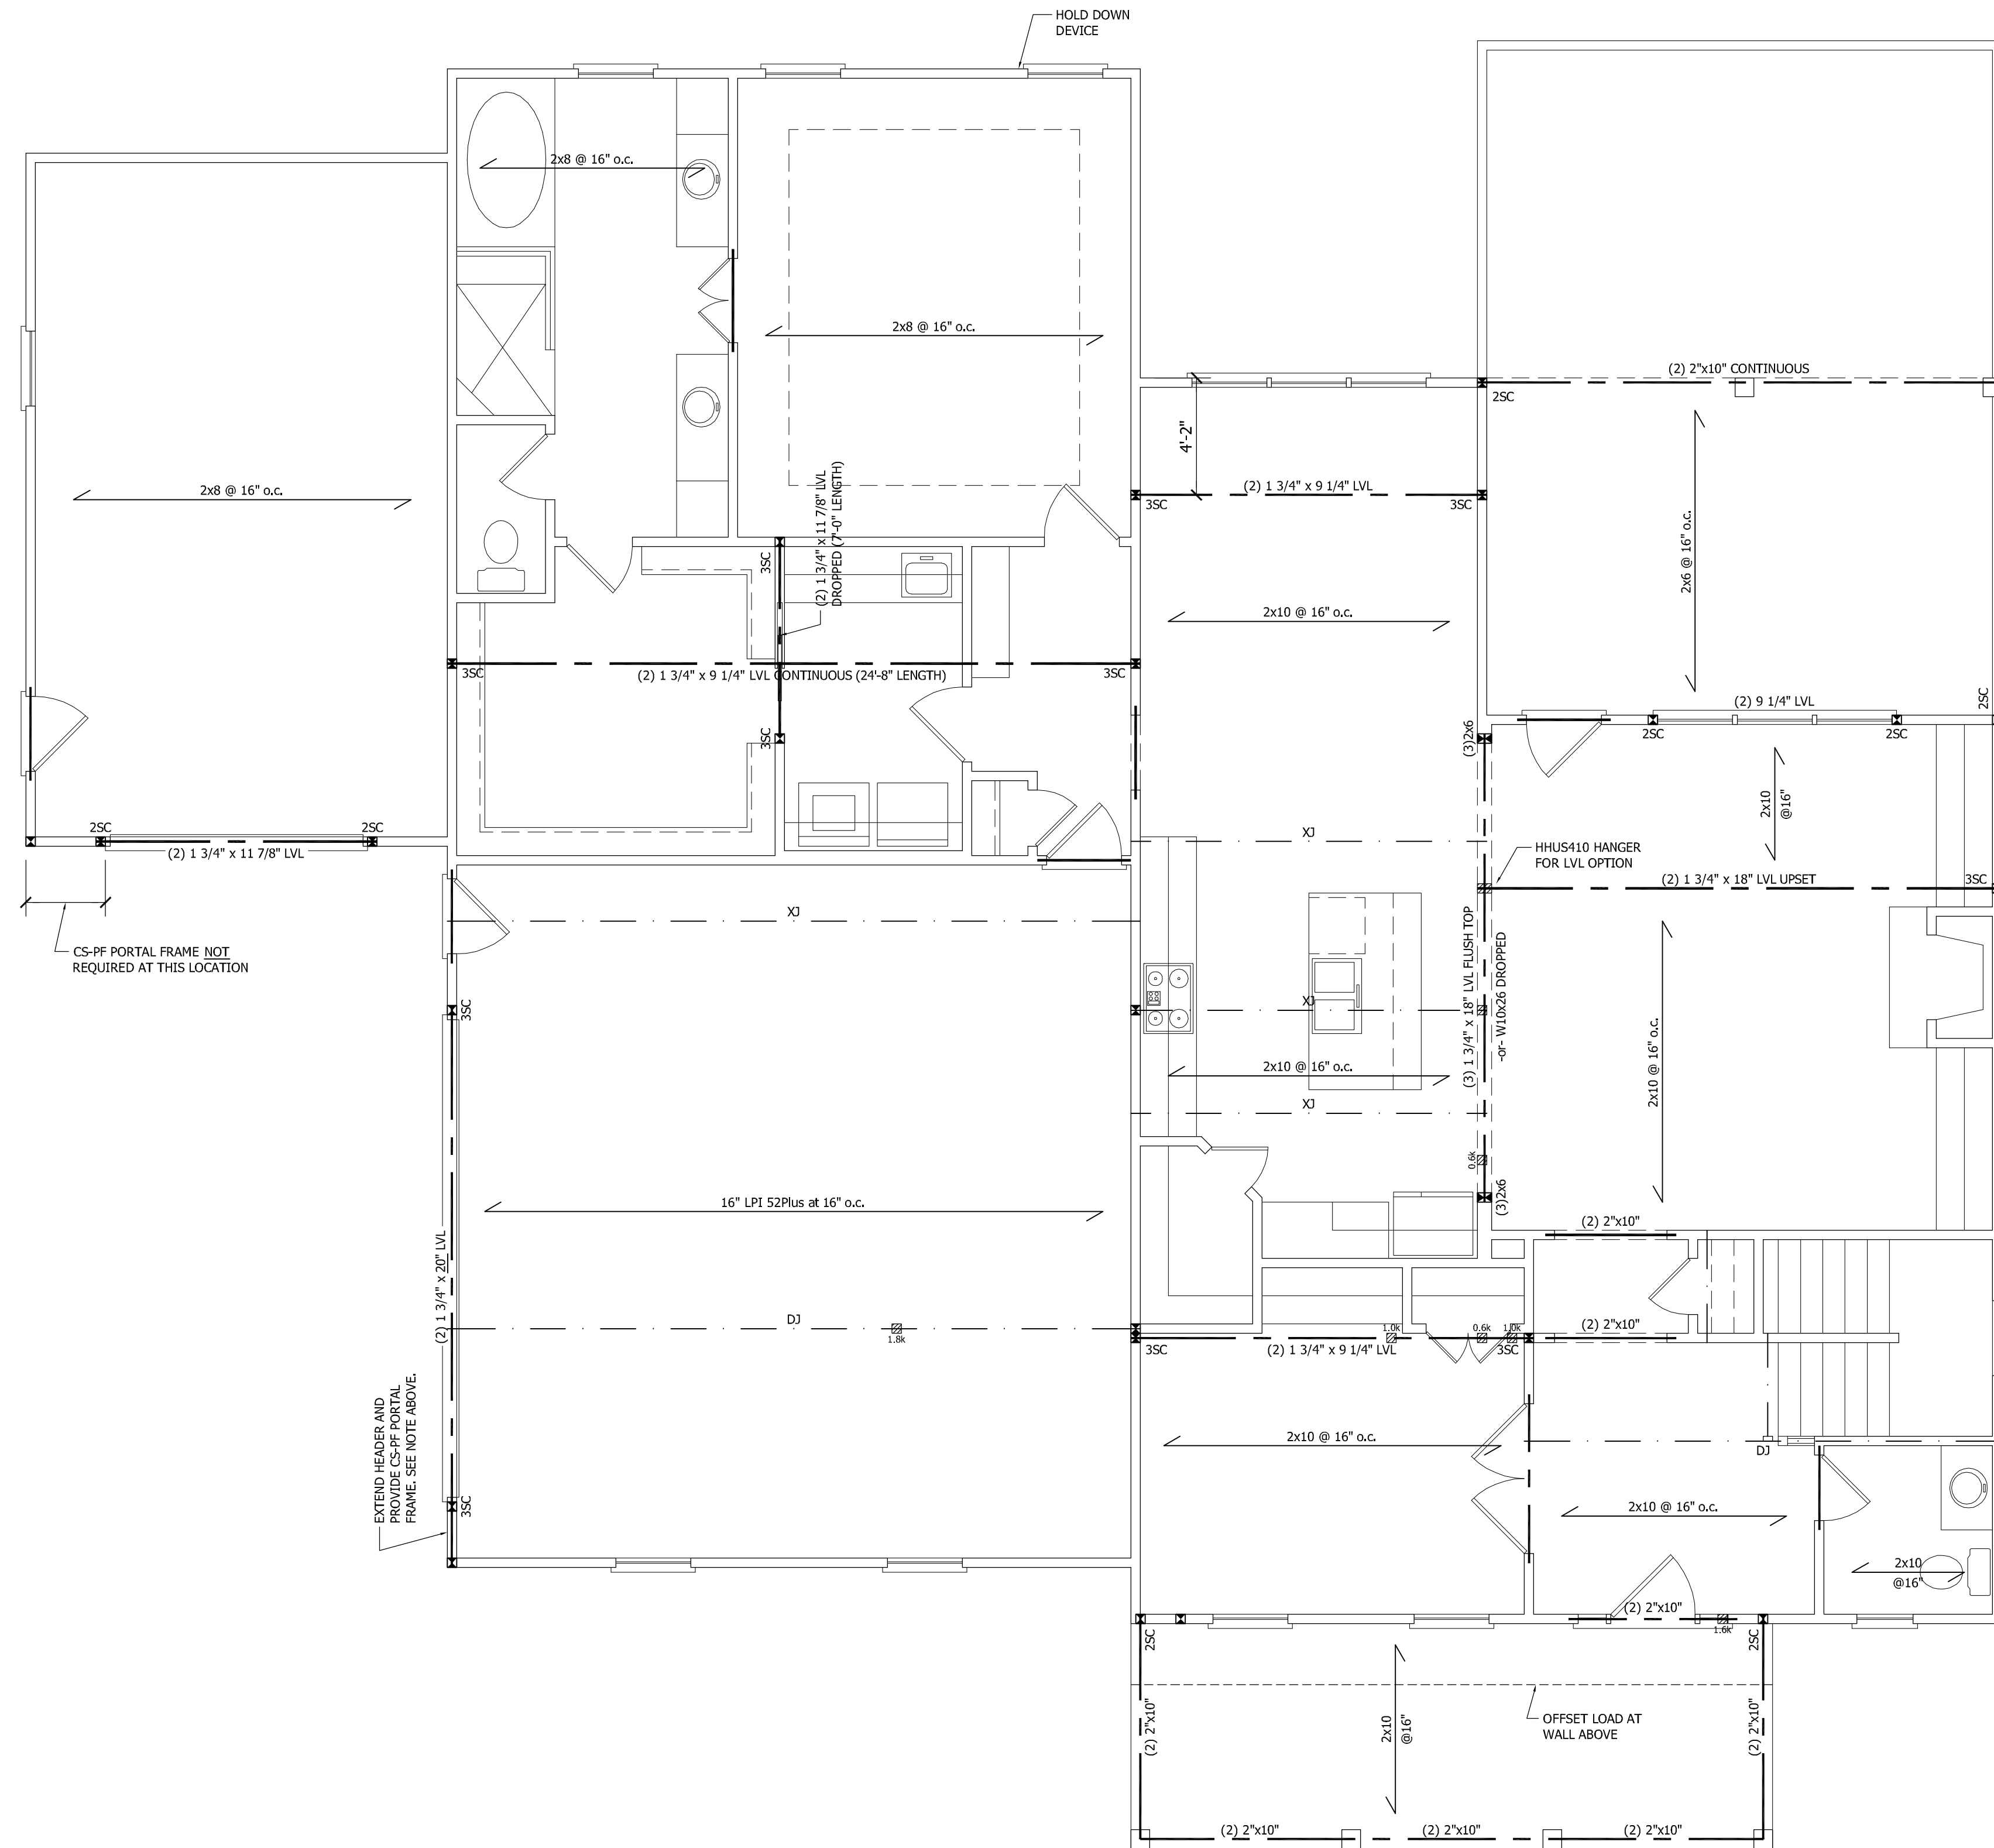 HOLD DOWN
DEVICE
2x8 @ 16" o.c.
2x8 @ 16" o.c.
2x8 @ 16" o.c.
(2) 1 3/4" x 11 7/8" LVL
DROPPED (7'-0" LENGTH)
3SC
3SC
3SC
(2) 1 3/4" x 9 1/4" LVL CONTINUOUS (24'-8" LENGTH)
3SC
4'-2"
(2) 1 3/4" x 9 1/4" LVL
3SC
3SC
2x10 @ 16" o.c.
(2) 2"x10" CONTINUOUS
2SC
2x6 @ 16" o.c.
(2) 9 1/4" LVL
2SC
2SC
2SC
(3)2x6
2x10
@16"
2SC
2SC
(2) 1 3/4" x 11 7/8" LVL
CS-PF PORTAL FRAME NOT
REQUIRED AT THIS LOCATION
XJ
XJ
HHUS410 HANGER
FOR LVL OPTION
(2) 1 3/4" x 18" LVL UPSET
3SC
3SC
XJ
(3) 1 3/4" x 18" LVL FLUSH TOP
-or- W10x26 DROPPED
2x10 @ 16" o.c.
2x10 @ 16" o.c.
XJ
0.6k
(3)2x6
16" LPI 52Plus at 16" o.c.
(2) 1 3/4" x 20" LVL
DJ
1.8k
(2) 2"x10"
1.0k
0.6k
1.0k
(2) 2"x10"
3SC
(2) 1 3/4" x 9 1/4" LVL
3SC
EXTEND HEADER AND
PROVIDE CS-PF PORTAL
FRAME. SEE NOTE ABOVE.
3SC
2x10 @ 16" o.c.
DJ
2x10 @ 16" o.c.
2x10
@16"
(2) 2"x10"
1.6k
2SC
2SC
(2) 2"x10"
2x10
@16"
OFFSET LOAD AT
WALL ABOVE
(2) 2"x10"
(2) 2"x10"
(2) 2"x10"
(2) 2"x10"